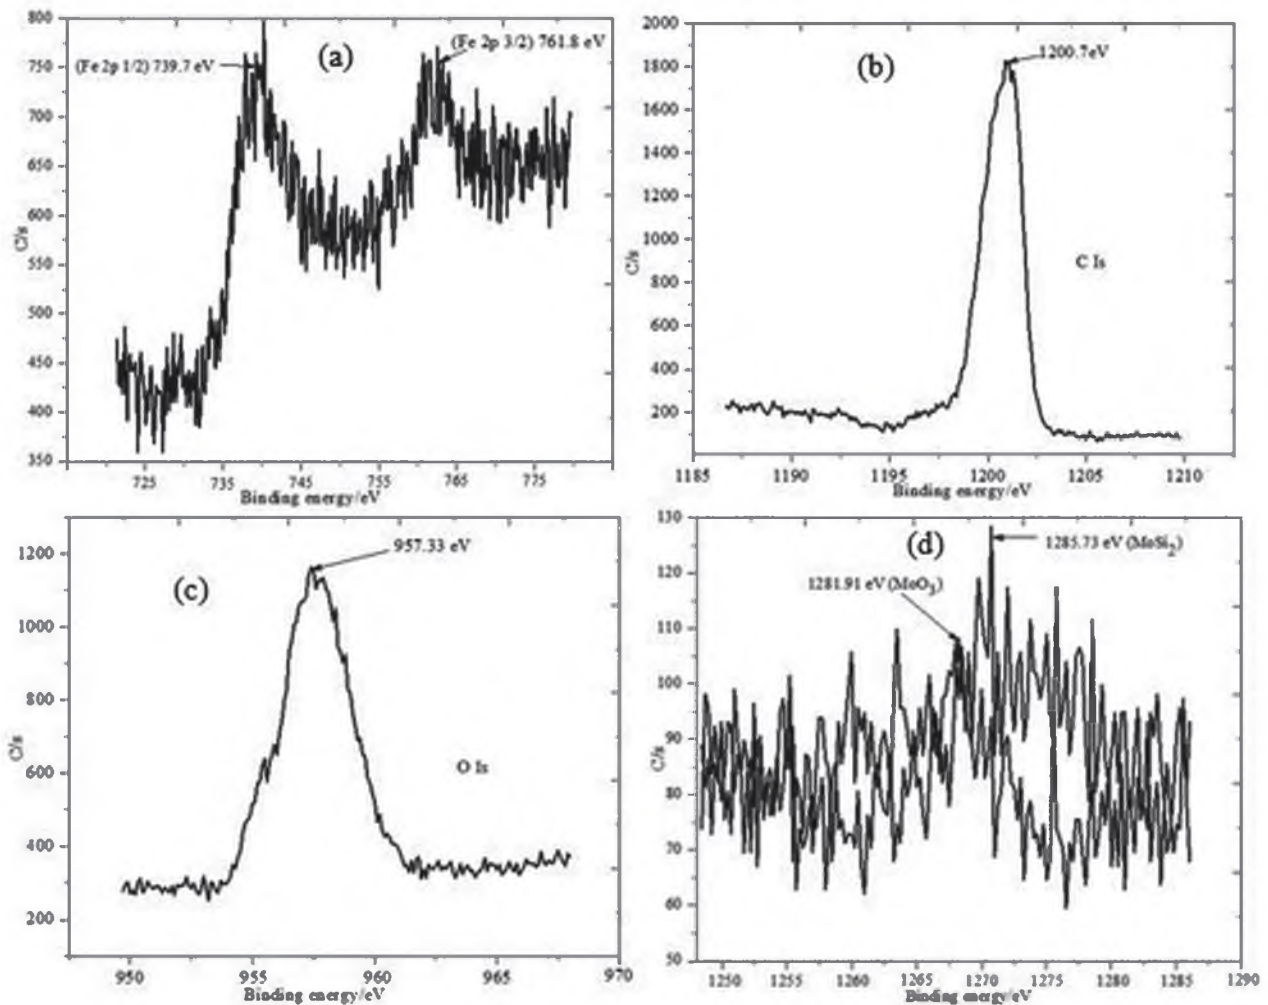 (a)
(Fe 2p 1/2) 739.7 eV
(Fe 2p 3/2) 761.8 eV
C/s
800
750
700
650
600
550
500
450
400
350
725 735 745 755 765 775
Binding energy/eV
(b)
1200.7eV
C Is
C/s
2000
1800
1600
1400
1200
1000
800
600
400
200
1185 1190 1195 1200 1205 1210
Binding energy/eV
(c)
957.33 eV
O Is
C/s
1200
1000
800
600
400
200
950 955 960 965 970
Binding energy/eV
(d)
1285.73 eV (MoSi2)
1281.91 eV (MoO3)
C/s
130
120
110
100
90
80
70
60
50
1250 1255 1260 1265 1270 1275 1280 1285 1290
Binding energy/eV